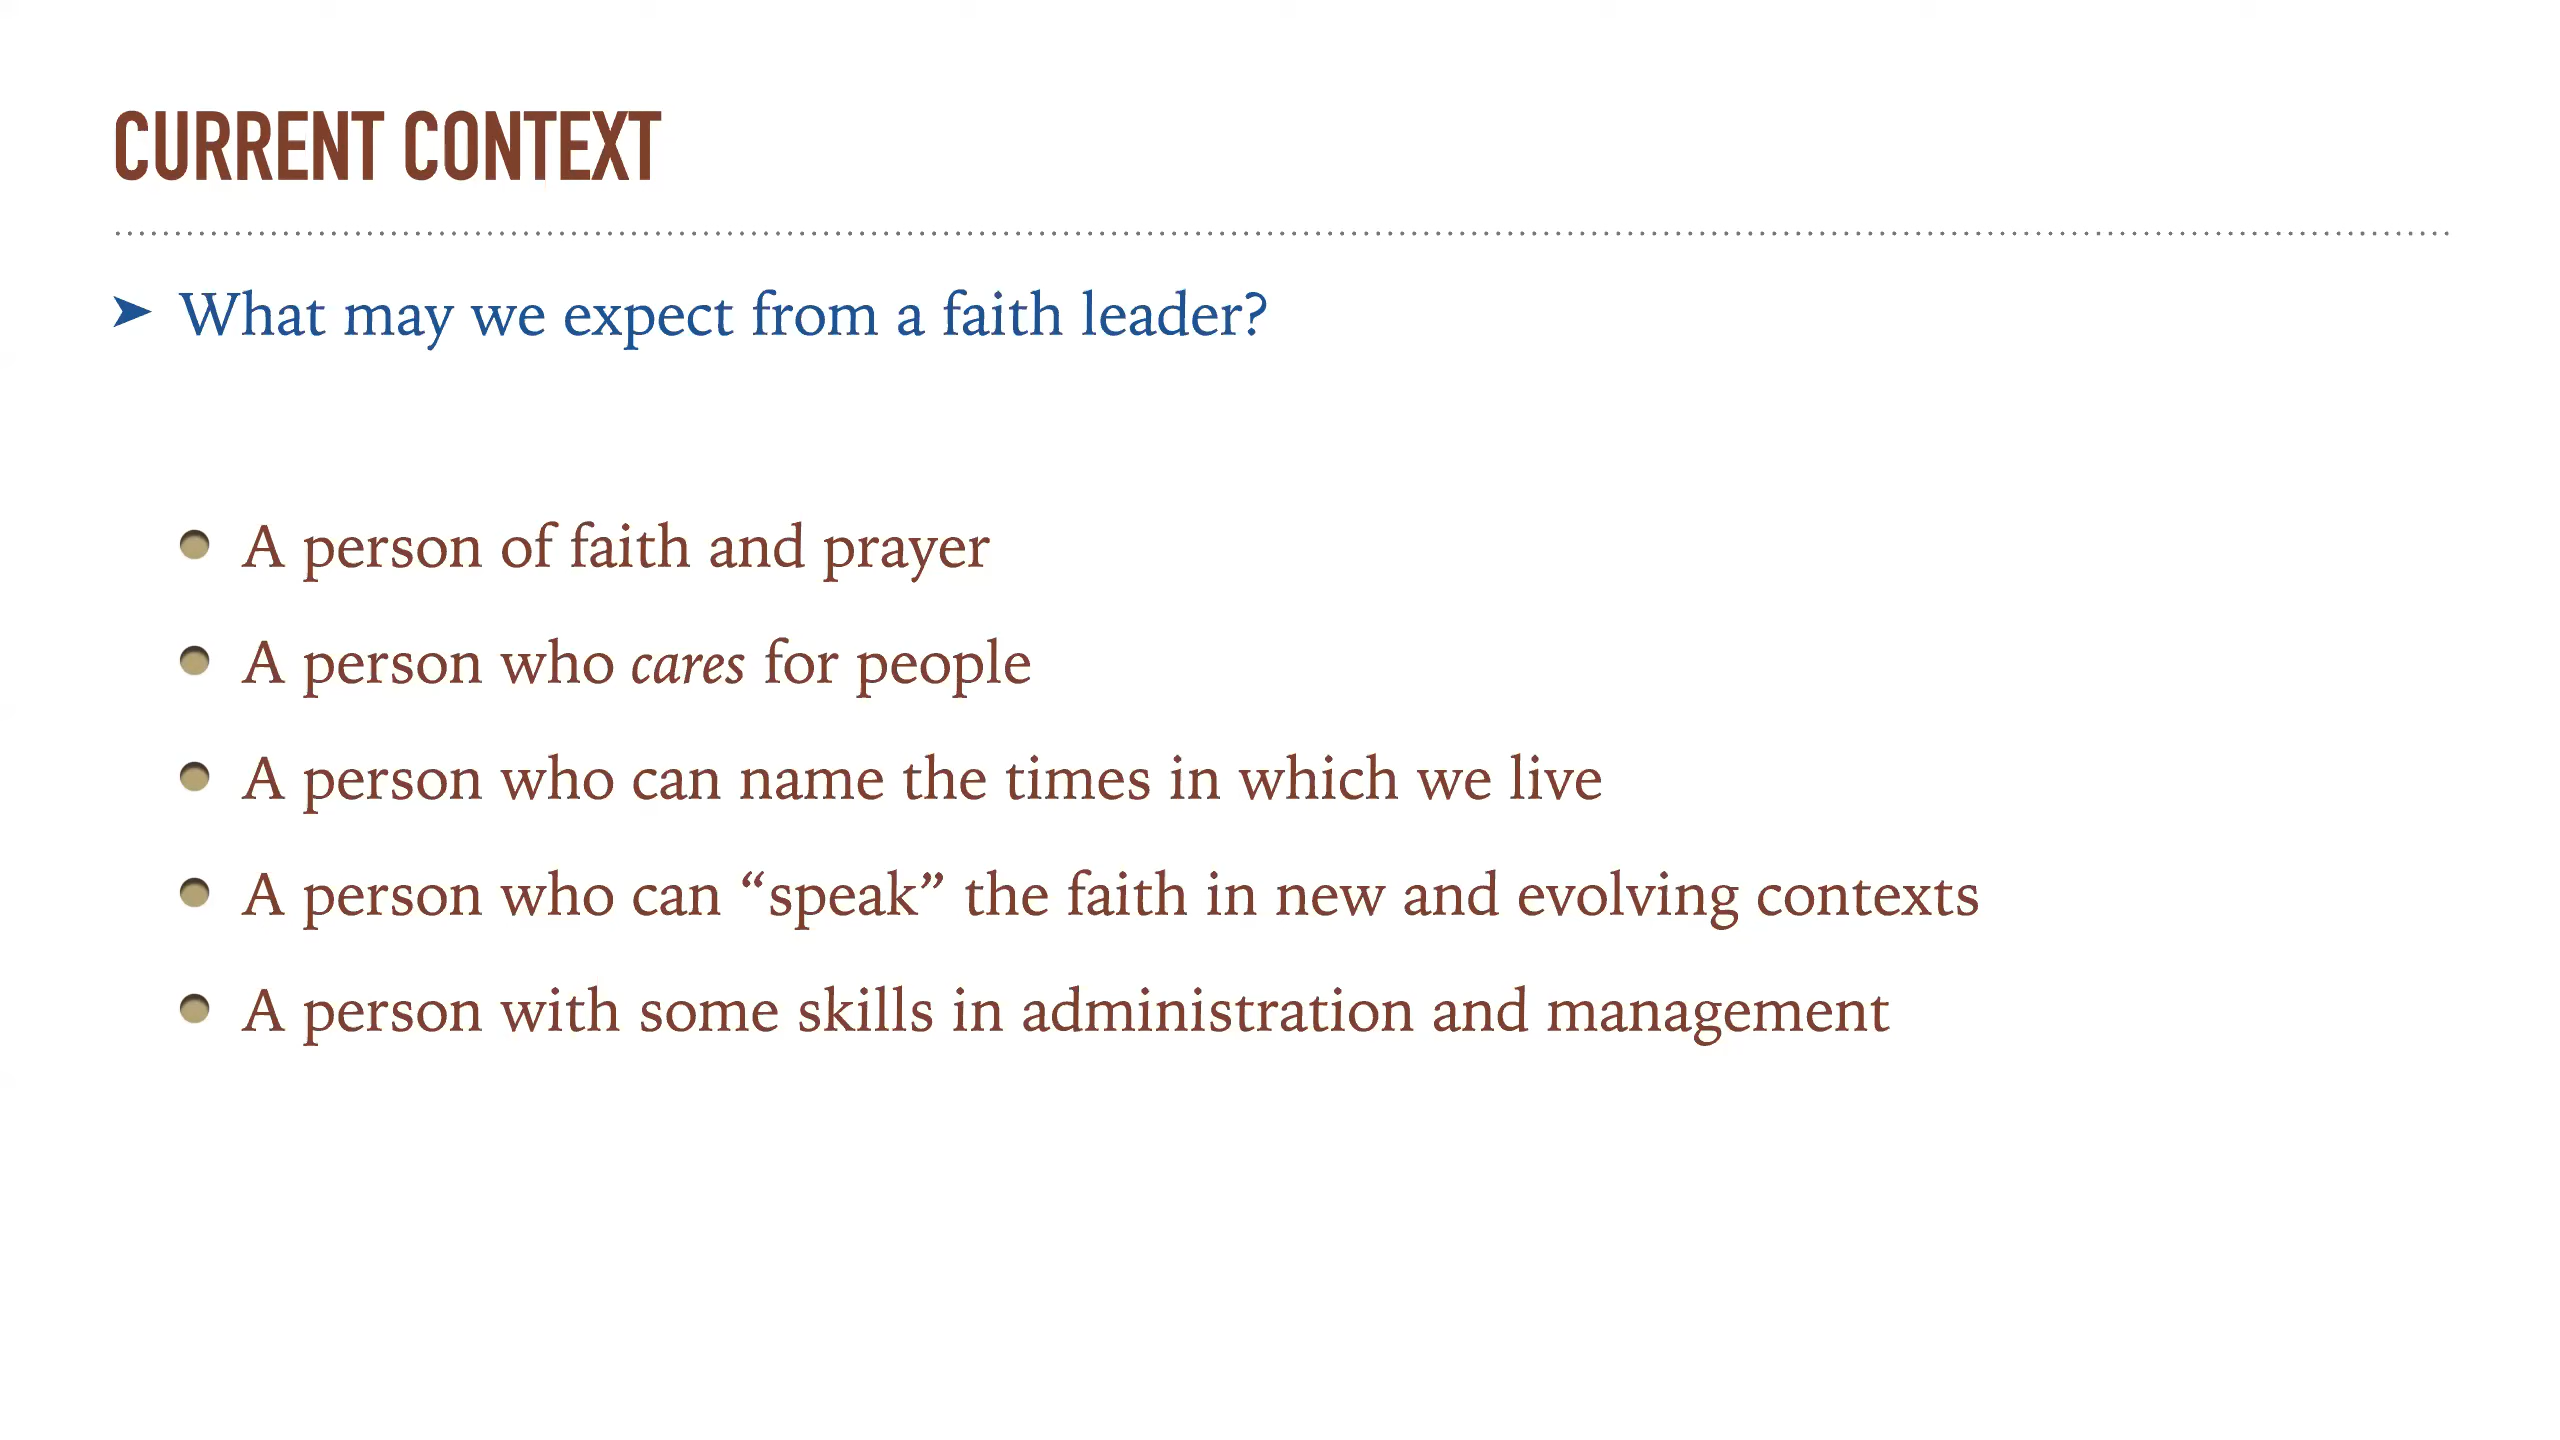 CURRENT CONTEXT
➤ What may we expect from a faith leader?
• A person of faith and prayer
• A person who cares for people
• A person who can name the times in which we live
• A person who can “speak” the faith in new and evolving contexts
• A person with some skills in administration and management